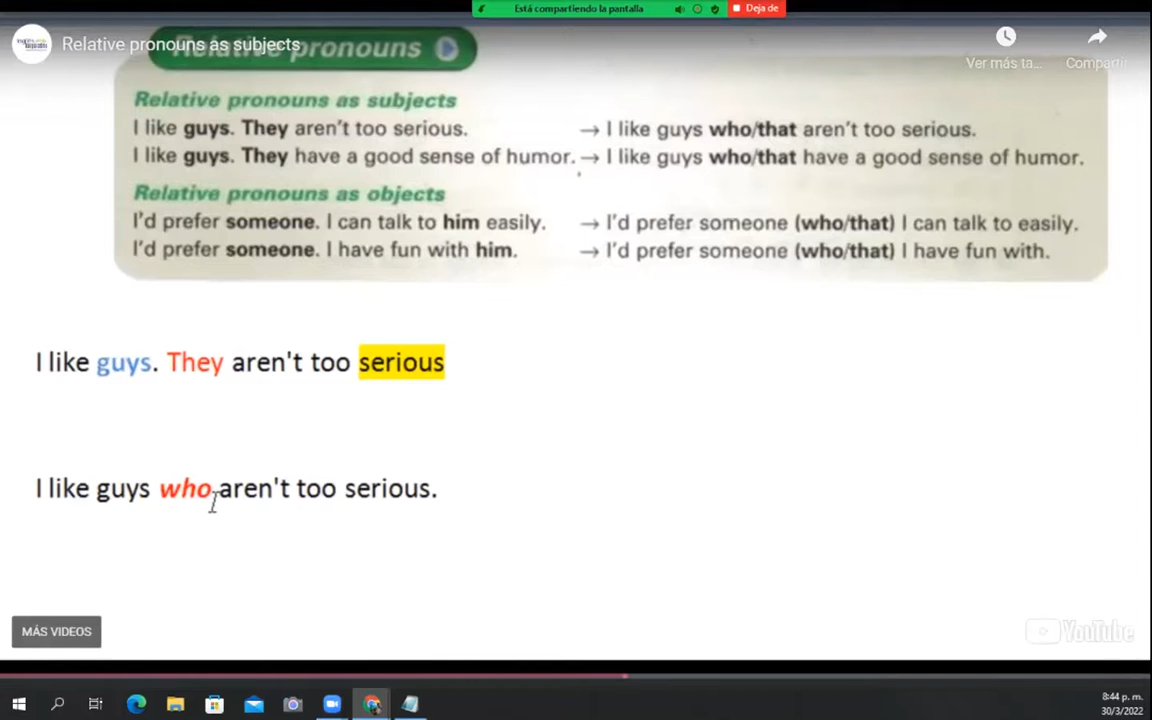 Está compartiendo la pantalla
Deja de
Relative pronouns as subjects
Relative pronouns
Ver más ta...
Compartir
Relative pronouns as subjects
I like guys. They aren't too serious. → I like guys who/that aren't too serious.
I like guys. They have a good sense of humor. → I like guys who/that have a good sense of humor.
Relative pronouns as objects
I'd prefer someone. I can talk to him easily. → I'd prefer someone (who/that) I can talk to easily.
I'd prefer someone. I have fun with him. → I'd prefer someone (who/that) I have fun with.
I like guys. They aren't too serious
I like guys who aren't too serious.
MÁS VIDEOS
YouTube
8:44 p. m.
30/3/2022